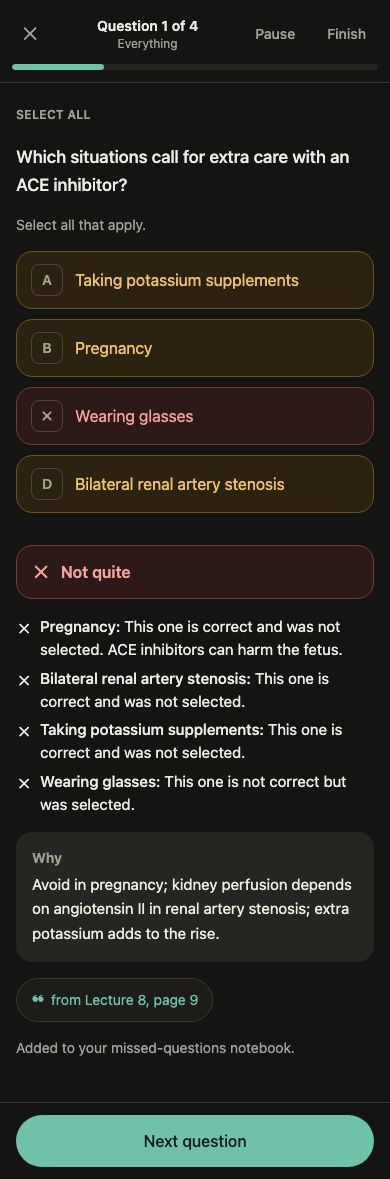 Question 1 of 4
Everything
Pause
Finish
SELECT ALL
Which situations call for extra care with an
ACE inhibitor?
Select all that apply.
A Taking potassium supplements
B Pregnancy
Wearing glasses
D Bilateral renal artery stenosis
Not quite
Pregnancy: This one is correct and was not
selected. ACE inhibitors can harm the fetus.
Bilateral renal artery stenosis: This one is
correct and was not selected.
Taking potassium supplements: This one is
correct and was not selected.
Wearing glasses: This one is not correct but
was selected.
Why
Avoid in pregnancy; kidney perfusion depends
on angiotensin II in renal artery stenosis; extra
potassium adds to the rise.
❝ from Lecture 8, page 9
Added to your missed-questions notebook.
Next question